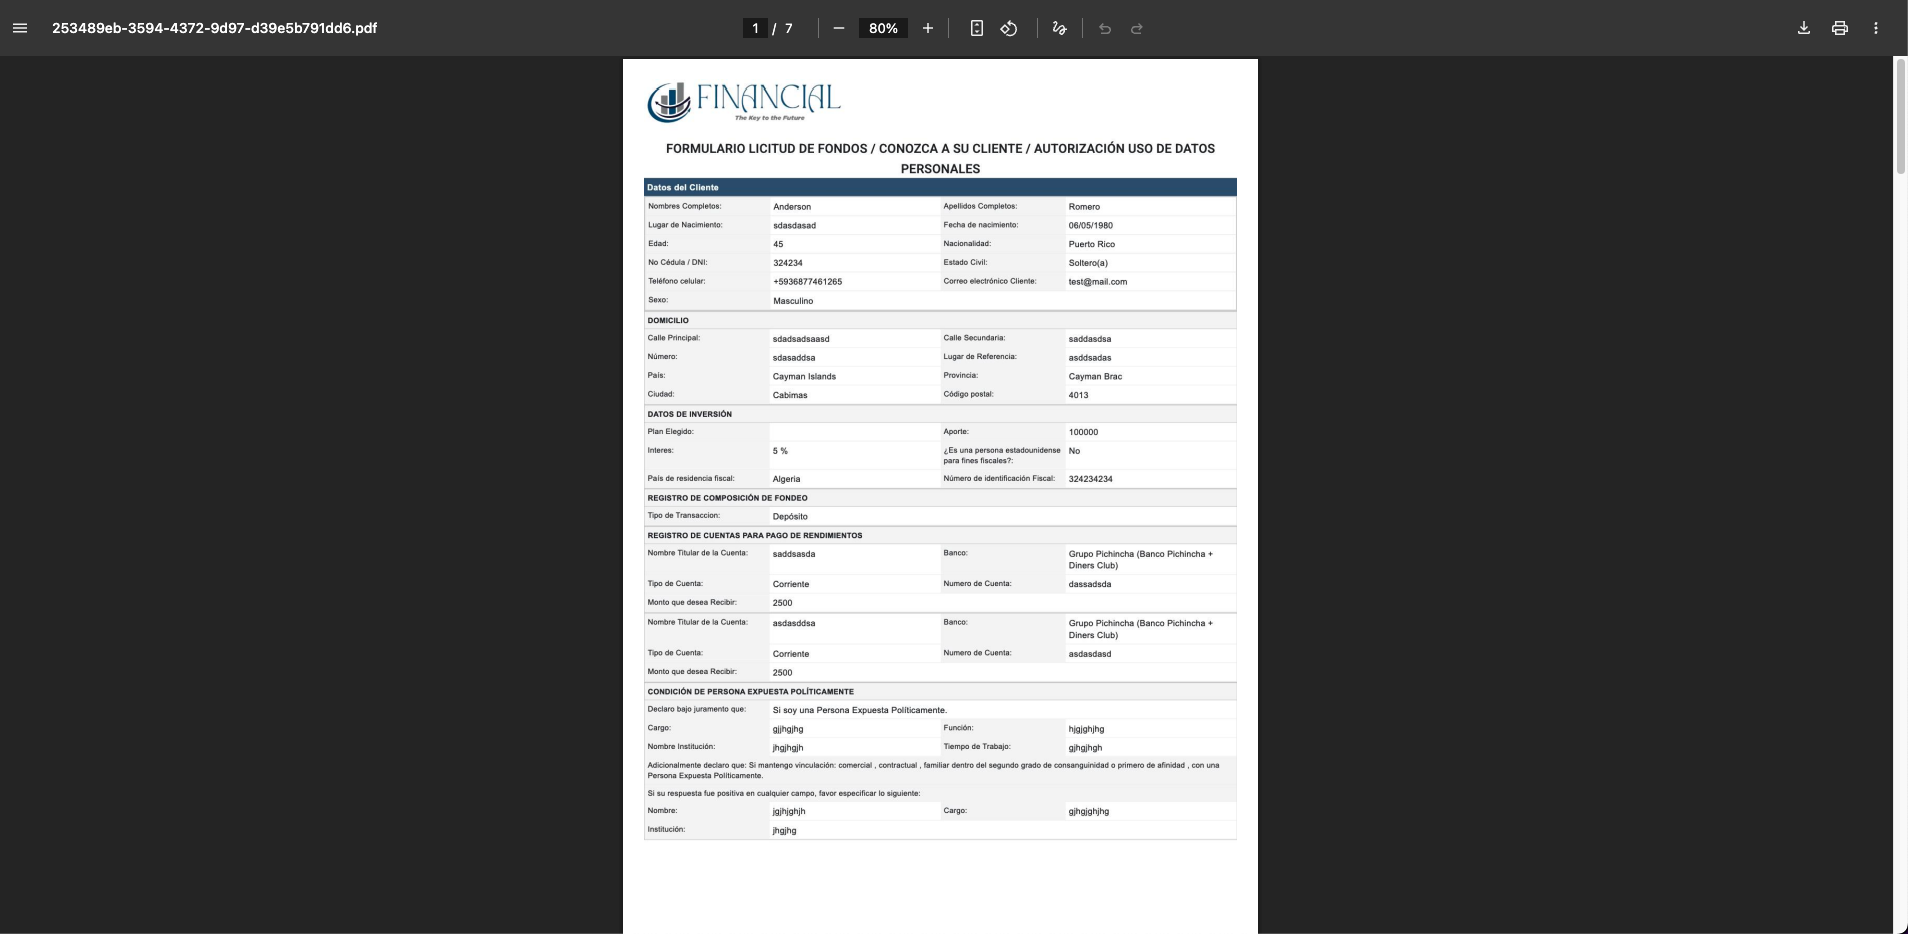 253489eb-3594-4372-9d97-d39e5b791dd6.pdf 1 / 7 80%
FINANCIAL
The Key to the Future
FORMULARIO LICITUD DE FONDOS / CONOZCA A SU CLIENTE / AUTORIZACIÓN USO DE DATOS
PERSONALES
Datos del Cliente
Nombres Completos: Anderson Apellidos Completos: Romero
Lugar de Nacimiento: sdasdasad Fecha de nacimiento: 06/05/1980
Edad: 45 Nacionalidad: Puerto Rico
No Cédula / DNI: 324234 Estado Civil: Soltero(a)
Teléfono celular: +5936877461265 Correo electrónico Cliente: test@mail.com
Sexo: Masculino
DOMICILIO
Calle Principal: sdadsadsaasd Calle Secundaria: saddasdsa
Número: sdasaddsa Lugar de Referencia: asddsadas
País: Cayman Islands Provincia: Cayman Brac
Ciudad: Cabimas Código postal: 4013
DATOS DE INVERSIÓN
Plan Elegido: Aporte: 100000
Interes: 5 % ¿Es una persona estadounidense No
para fines fiscales?:
País de residencia fiscal: Algeria Número de identificación Fiscal: 324234234
REGISTRO DE COMPOSICIÓN DE FONDEO
Tipo de Transaccion: Depósito
REGISTRO DE CUENTAS PARA PAGO DE RENDIMIENTOS
Nombre Titular de la Cuenta: saddsasda Banco: Grupo Pichincha (Banco Pichincha +
Diners Club)
Tipo de Cuenta: Corriente Numero de Cuenta: dassadsda
Monto que desea Recibir: 2500
Nombre Titular de la Cuenta: asdasddsa Banco: Grupo Pichincha (Banco Pichincha +
Diners Club)
Tipo de Cuenta: Corriente Numero de Cuenta: asdasdasd
Monto que desea Recibir: 2500
CONDICIÓN DE PERSONA EXPUESTA POLÍTICAMENTE
Declaro bajo juramento que: Si soy una Persona Expuesta Políticamente.
Cargo: gjjhgjhg Función: hjgjghjhg
Nombre Institución: jhgjhgjh Tiempo de Trabajo: gjhgjhgh
Adicionalmente declaro que: Si mantengo vinculación: comercial , contractual , familiar dentro del segundo grado de consanguinidad o primero de afinidad , con una
Persona Expuesta Políticamente.
Si su respuesta fue positiva en cualquier campo, favor especificar lo siguiente:
Nombre: jgjhjghjh Cargo: gjhgjghjhg
Institución: jhgjhg